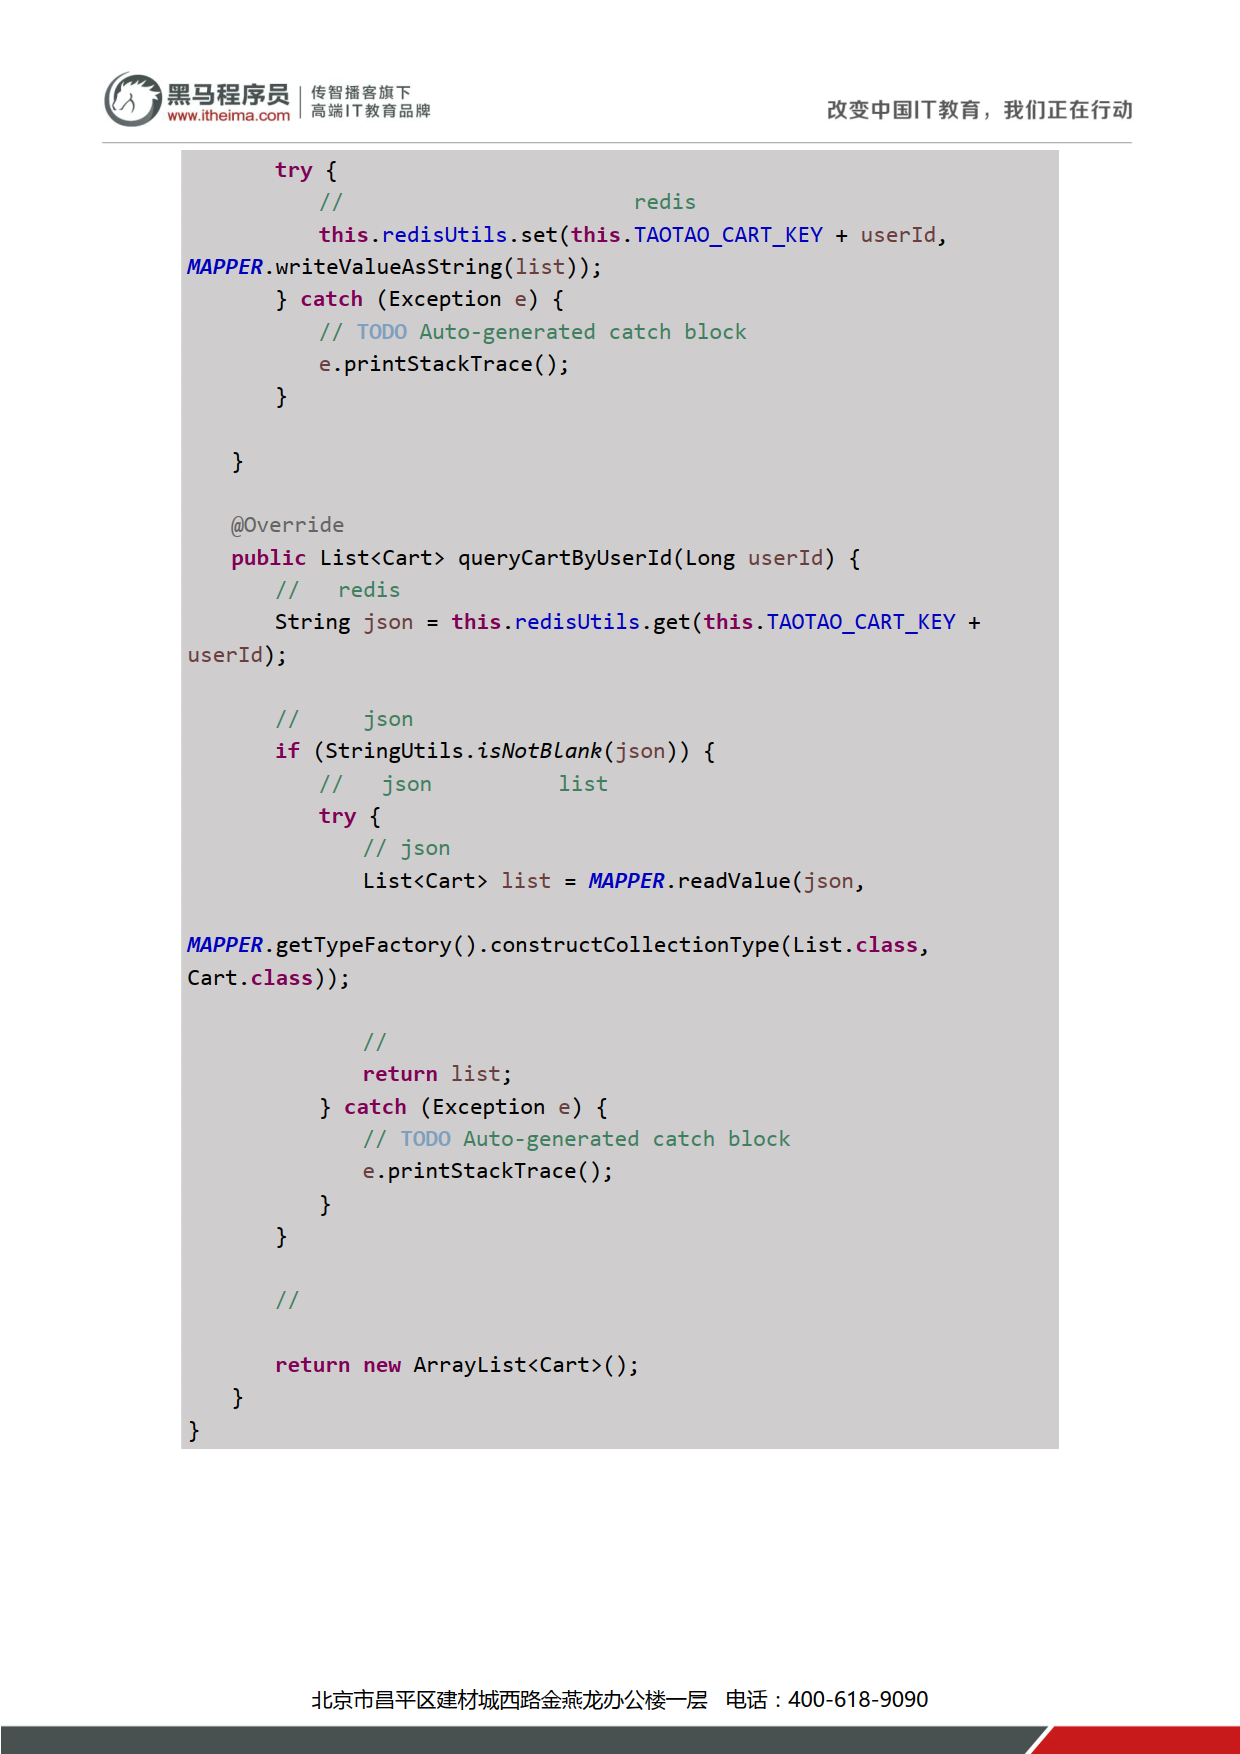 黑马程序员
www.itheima.com
传智播客旗下
高端IT教育品牌
改变中国IT教育，我们正在行动
try {
// redis
this.redisUtils.set(this.TAOTAO_CART_KEY + userId,
MAPPER.writeValueAsString(list));
} catch (Exception e) {
// TODO Auto-generated catch block
e.printStackTrace();
}
}
@Override
public List<Cart> queryCartByUserId(Long userId) {
// redis
String json = this.redisUtils.get(this.TAOTAO_CART_KEY +
userId);
// json
if (StringUtils.isNotBlank(json)) {
// json list
try {
// json
List<Cart> list = MAPPER.readValue(json,
MAPPER.getTypeFactory().constructCollectionType(List.class,
Cart.class));
//
return list;
} catch (Exception e) {
// TODO Auto-generated catch block
e.printStackTrace();
}
}
//
return new ArrayList<Cart>();
}
}
北京市昌平区建材城西路金燕龙办公楼一层 电话：400-618-9090